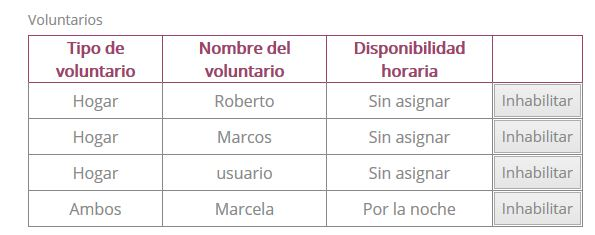 Voluntarios
Tipo de voluntario Nombre del voluntario Disponibilidad horaria
Hogar Roberto Sin asignar Inhabilitar
Hogar Marcos Sin asignar Inhabilitar
Hogar usuario Sin asignar Inhabilitar
Ambos Marcela Por la noche Inhabilitar